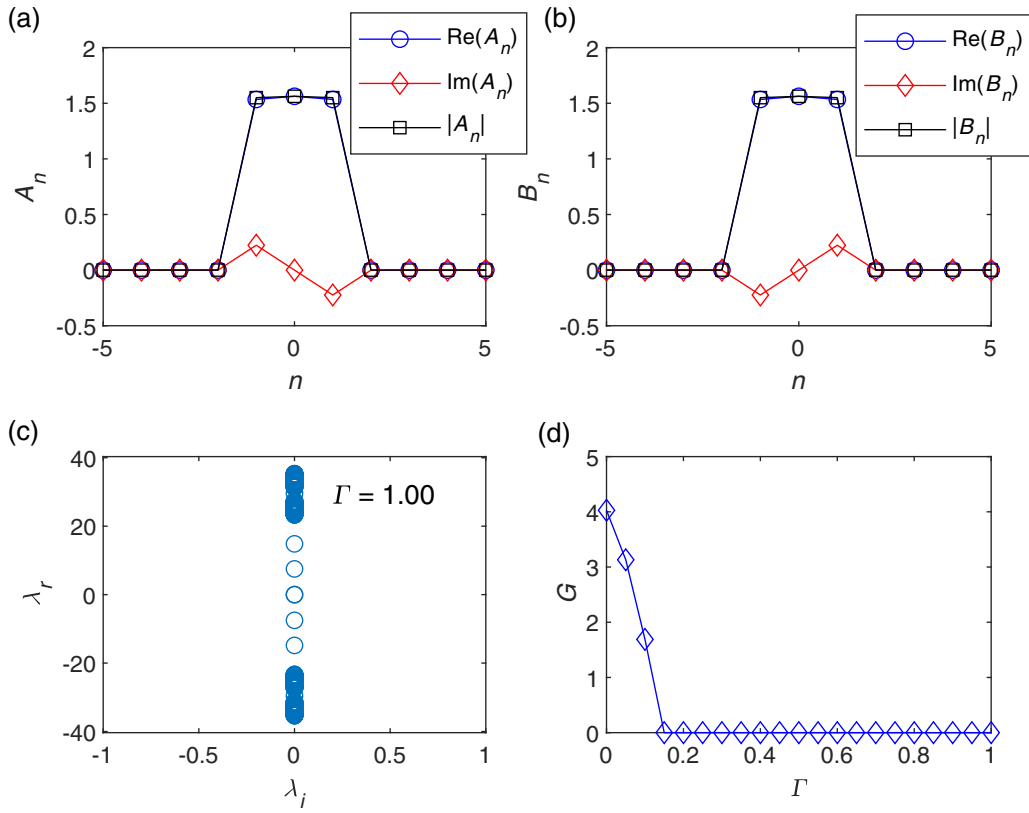 (a)
2
1.5
1
0.5
0
-0.5
-5
0
5
A_n
n
Re(A_n)
Im(A_n)
|A_n|
(b)
2
1.5
1
0.5
0
-0.5
-5
0
5
B_n
n
Re(B_n)
Im(B_n)
|B_n|
(c)
40
20
0
-20
-40
-1
-0.5
0
0.5
1
λ_r
λ_i
Γ = 1.00
(d)
5
4
3
2
1
0
0
0.2
0.4
0.6
0.8
1
G
Γ